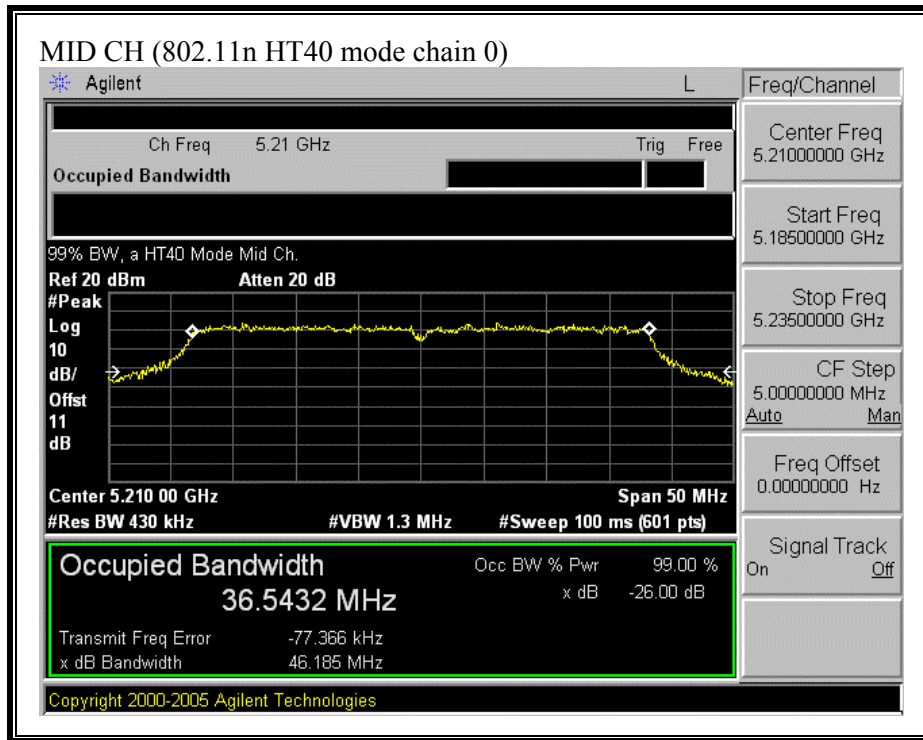 MID CH (802.11n HT40 mode chain 0)
Agilent L Freq/Channel
Ch Freq 5.21 GHz Trig Free
Occupied Bandwidth
Center Freq
5.21000000 GHz
Start Freq
5.18500000 GHz
99% BW, a HT40 Mode Mid Ch.
Ref 20 dBm Atten 20 dB
#Peak
Log
10
dB/
Offst
11
dB
Stop Freq
5.23500000 GHz
CF Step
5.00000000 MHz
Auto Man
Freq Offset
0.00000000 Hz
Center 5.210 00 GHz Span 50 MHz
#Res BW 430 kHz #VBW 1.3 MHz #Sweep 100 ms (601 pts)
Signal Track
On Off
Occupied Bandwidth Occ BW % Pwr 99.00 %
36.5432 MHz x dB -26.00 dB
Transmit Freq Error -77.366 kHz
x dB Bandwidth 46.185 MHz
Copyright 2000-2005 Agilent Technologies